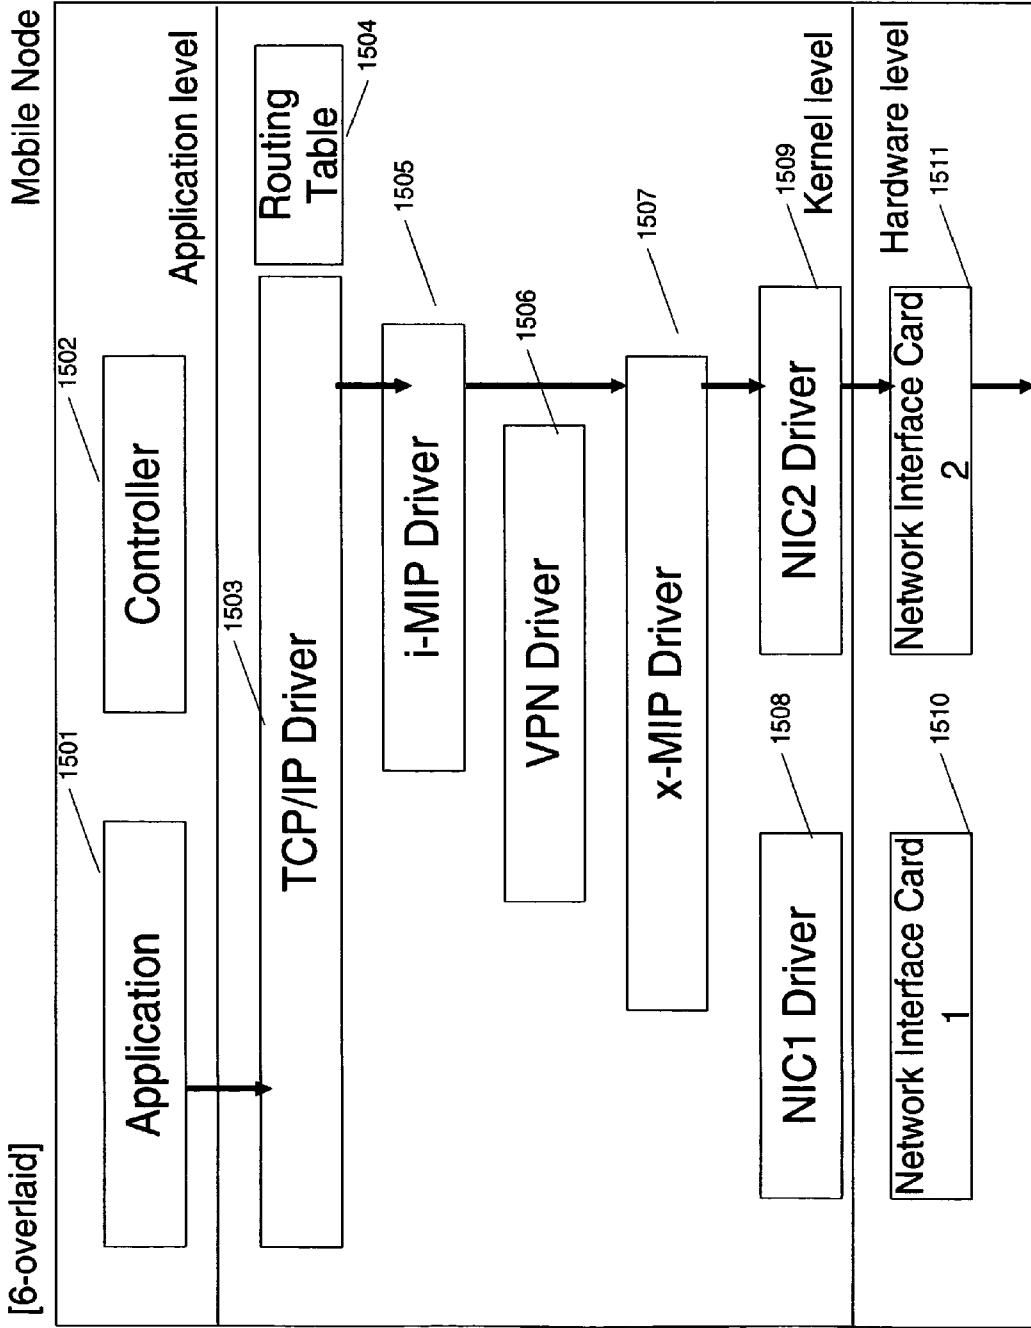 [6-overlaid]
Mobile Node
Application level
1501
1502
Application
Controller
1503
TCP/IP Driver
Routing
Table
1504
i-MIP Driver
1505
VPN Driver
1506
x-MIP Driver
1507
NIC1 Driver
1508
NIC2 Driver
1509
Kernel level
Hardware level
Network Interface Card
1
1510
Network Interface Card
2
1511